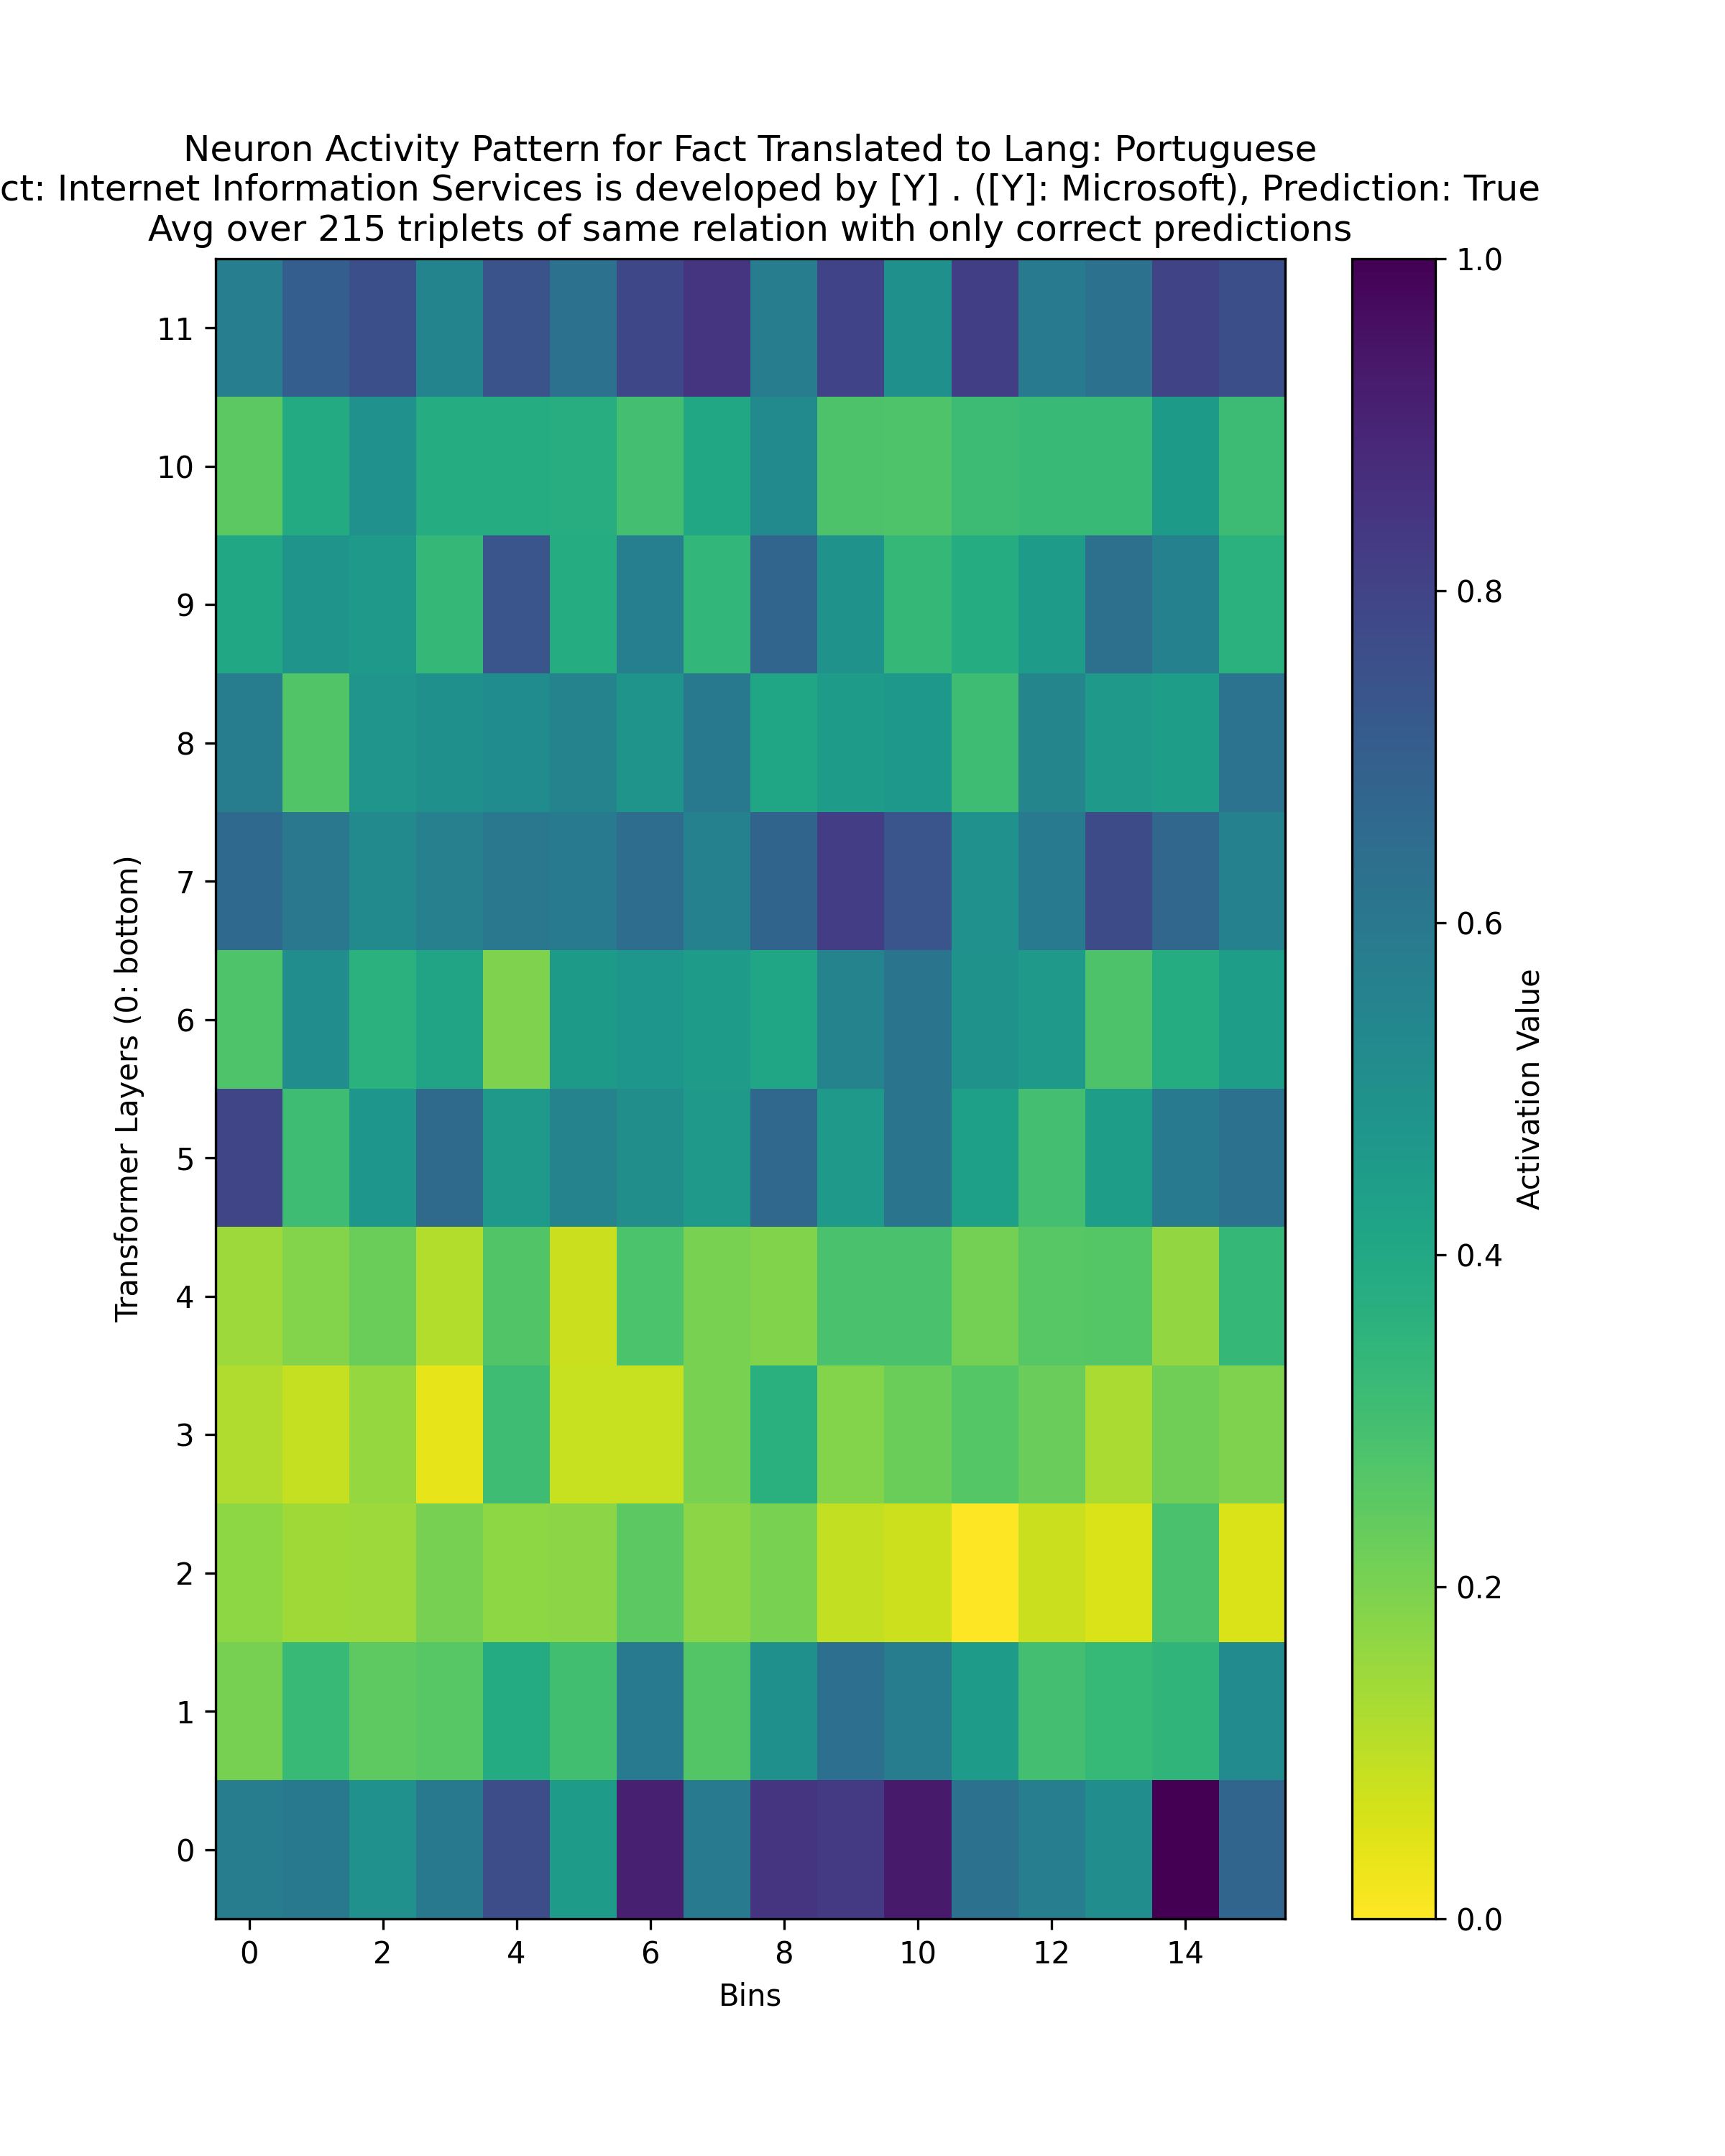 Neuron Activity Pattern for Fact Translated to Lang: Portuguese
ct: Internet Information Services is developed by [Y] . ([Y]: Microsoft), Prediction: True
Avg over 215 triplets of same relation with only correct predictions
11
10
9
8
7
6
5
4
3
2
1
0
Transformer Layers (0: bottom)
0 2 4 6 8 10 12 14
Bins
1.0
0.8
0.6
0.4
0.2
0.0
Activation Value